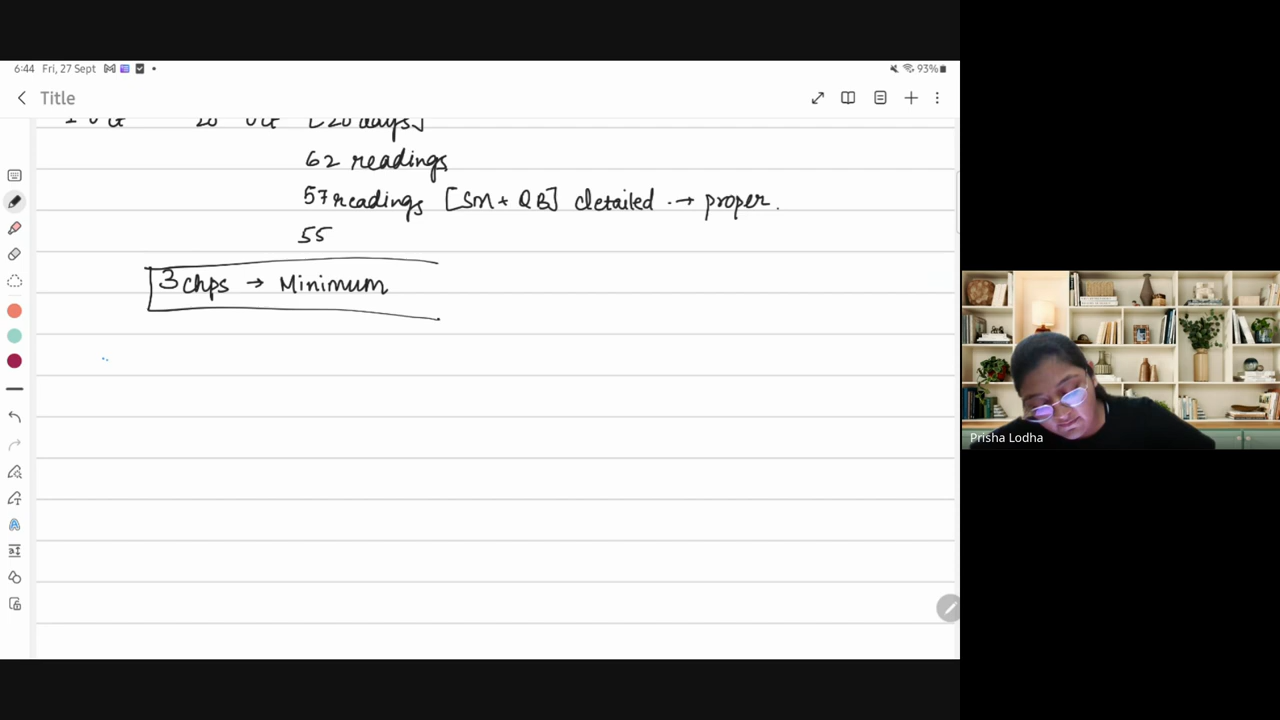 6:44 Fri, 27 Sept
93%
Title
62 readings
57 readings [SM + QB] detailed → proper.
55
3 chps → Minimum
Prisha Lodha